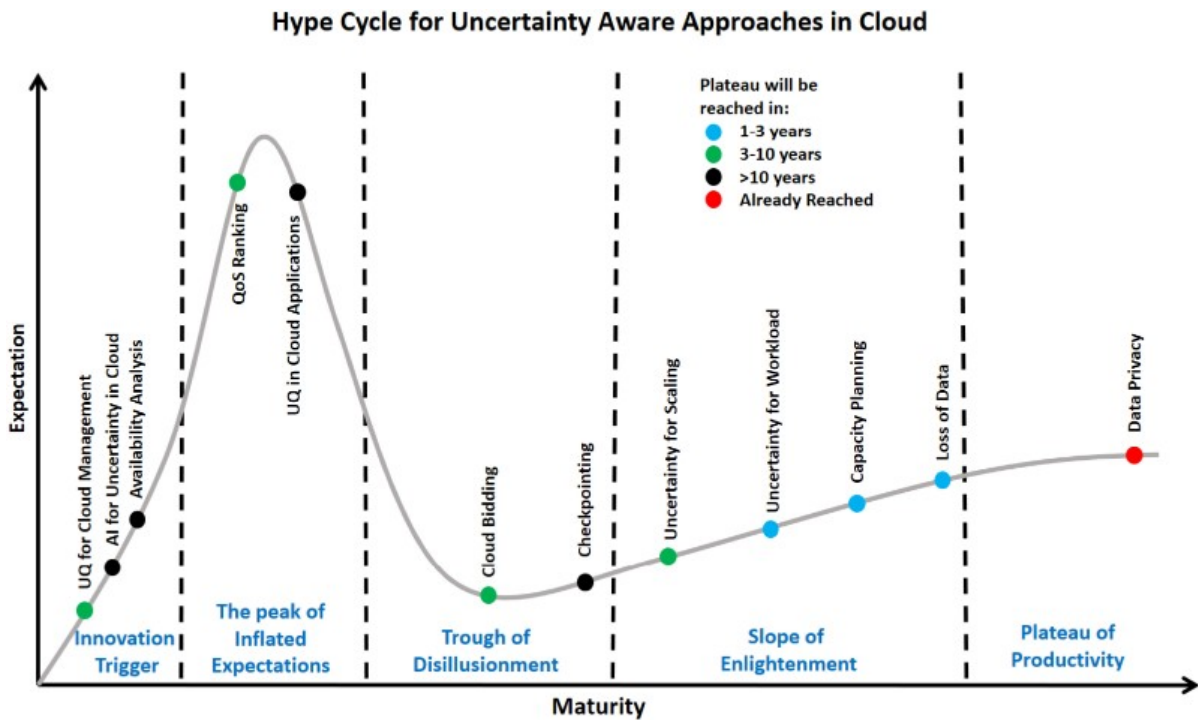 Hype Cycle for Uncertainty Aware Approaches in Cloud
Plateau will be
reached in:
1-3 years
3-10 years
>10 years
Already Reached
Expectation
UQ for Cloud Management
AI for Uncertainty in Cloud
Availability Analysis
QoS Ranking
UQ in Cloud Applications
Cloud Bidding
Checkpointing
Uncertainty for Scaling
Uncertainty for Workload
Capacity Planning
Loss of Data
Data Privacy
Innovation
Trigger
The peak of
Inflated
Expectations
Trough of
Disillusionment
Slope of
Enlightenment
Plateau of
Productivity
Maturity